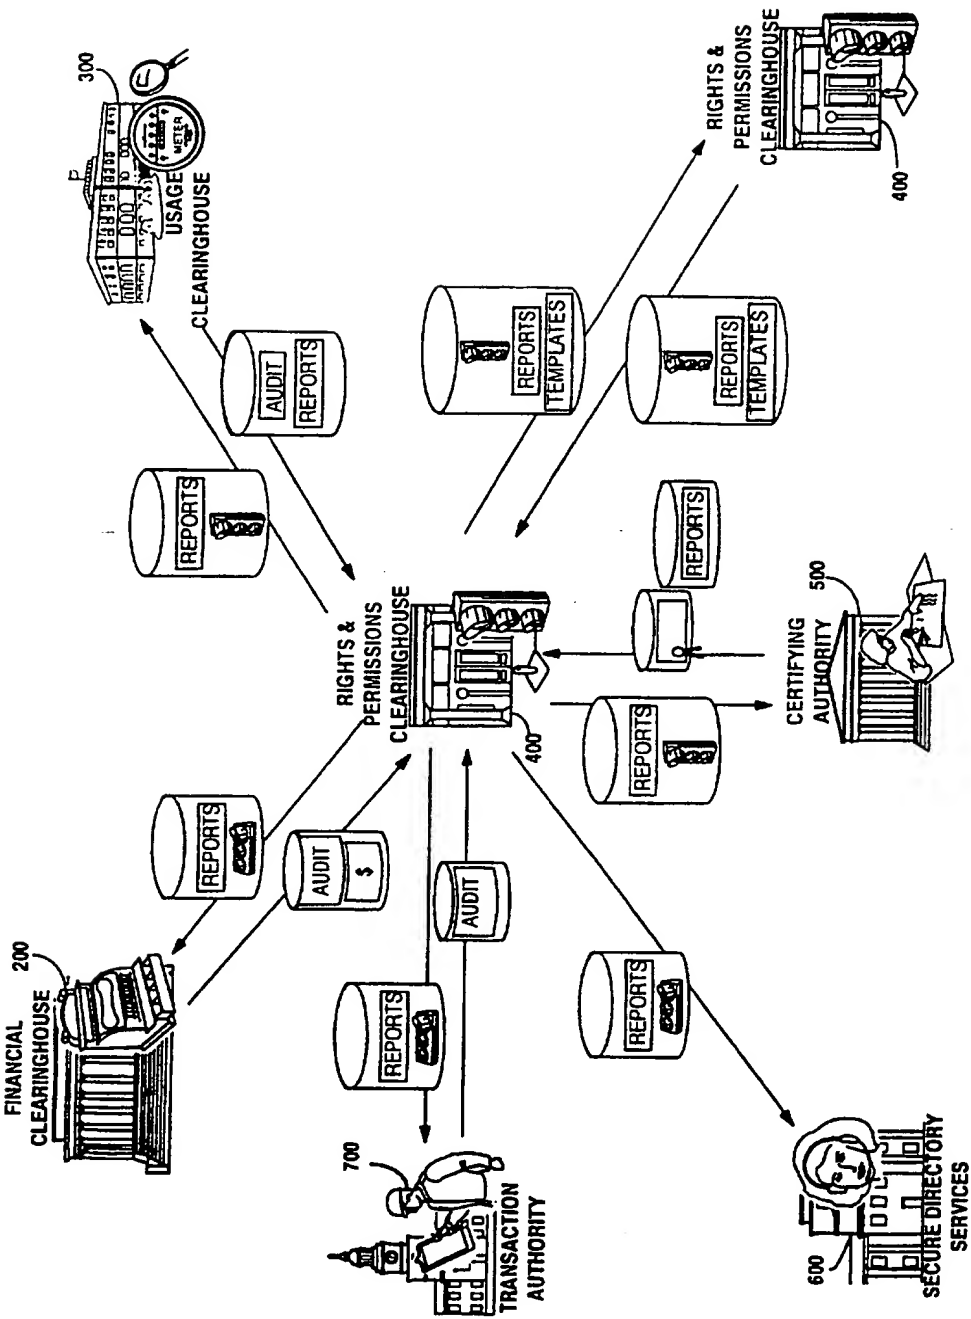 FINANCIAL
CLEARINGHOUSE
200
REPORTS
AUDIT
$
300
METER
USAGE
CLEARINGHOUSE
REPORTS
AUDIT
REPORTS
TRANSACTION
AUTHORITY
700
REPORTS
AUDIT
RIGHTS &
PERMISSIONS
CLEARINGHOUSE
400
REPORTS
TEMPLATES
REPORTS
TEMPLATES
RIGHTS &
PERMISSIONS
CLEARINGHOUSE
400
SECURE DIRECTORY
SERVICES
600
REPORTS
REPORTS
REPORTS
CERTIFYING
AUTHORITY
500